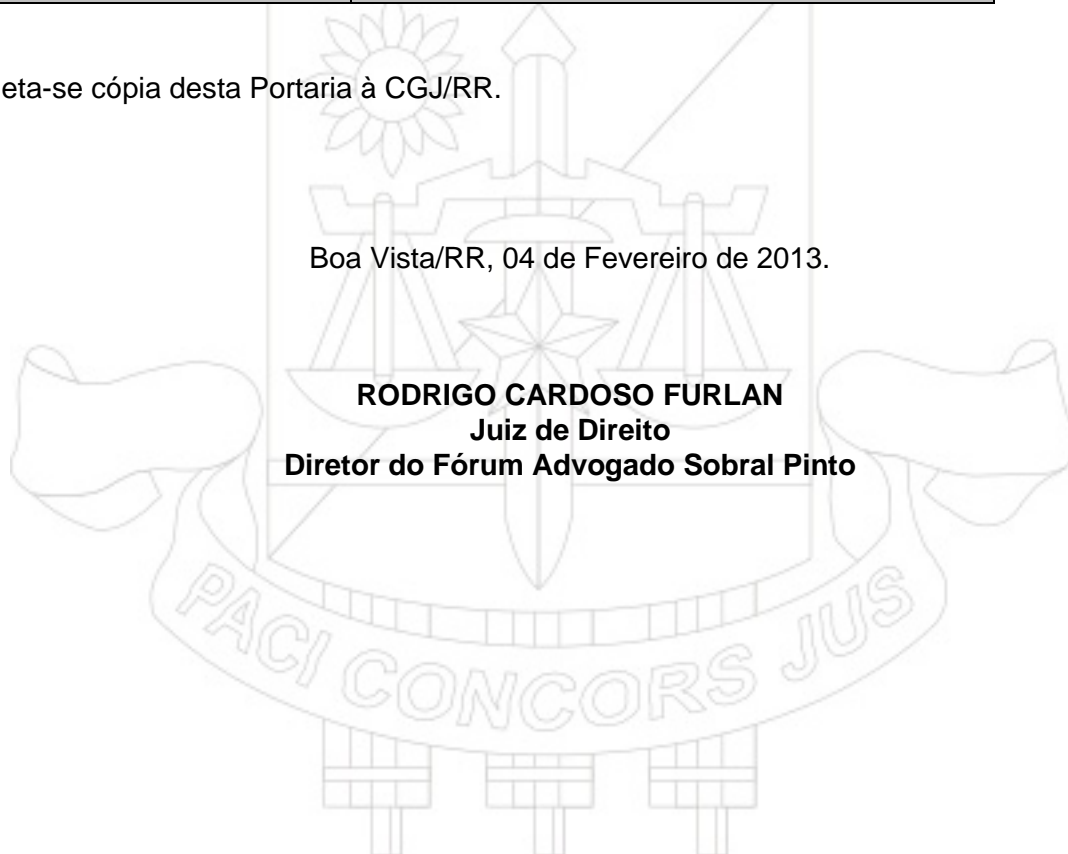 eta-se cópia desta Portaria à CGJ/RR.
Boa Vista/RR, 04 de Fevereiro de 2013.
RODRIGO CARDOSO FURLAN
Juiz de Direito
Diretor do Fórum Advogado Sobral Pinto
PACI CONCORS JUS